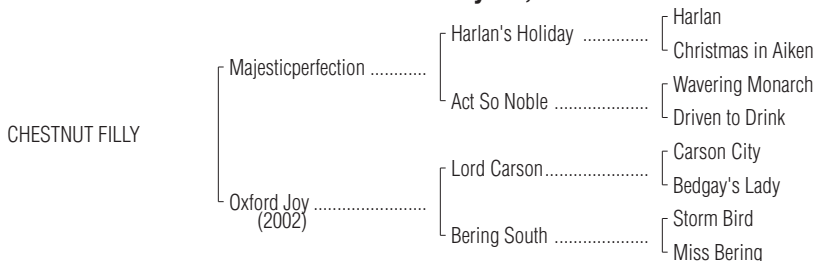 Harlan
Harlan's Holiday ..............
Christmas in Aiken
Majesticperfection ............
Wavering Monarch
Act So Noble ....................
Driven to Drink
CHESTNUT FILLY
Carson City
Lord Carson......................
Bedgay's Lady
Oxford Joy ........................
(2002)
Storm Bird
Bering South ....................
Miss Bering